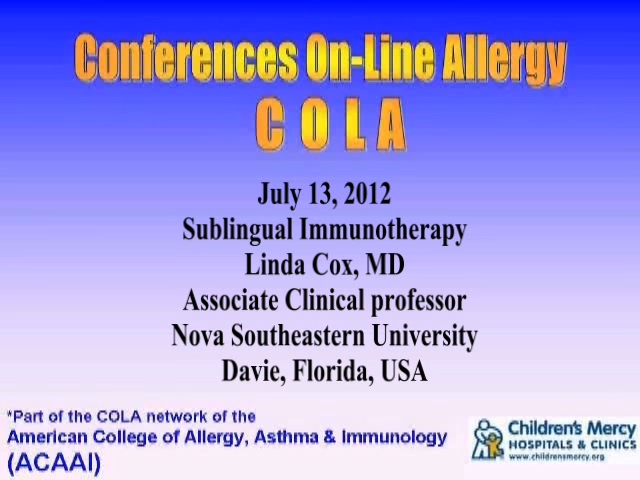 Conferences On-Line Allergy
C O L A
July 13, 2012
Sublingual Immunotherapy
Linda Cox, MD
Associate Clinical professor
Nova Southeastern University
Davie, Florida, USA
*Part of the COLA network of the
American College of Allergy, Asthma & Immunology
(ACAAI)
Children's Mercy
HOSPITALS & CLINICS
www.childrensmercy.org